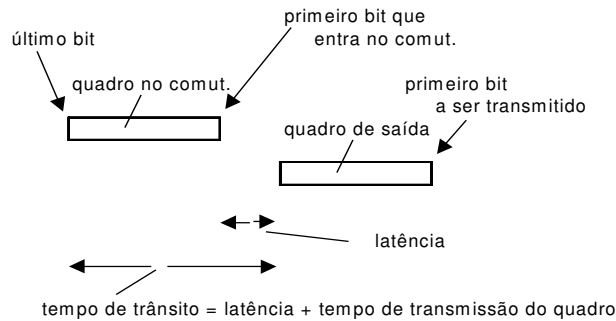 primeiro bit que
entra no comut.
último bit
quadro no comut.
primeiro bit
a ser transmitido
quadro de saída
latência
tempo de trânsito = latência + tempo de transmissão do quadro